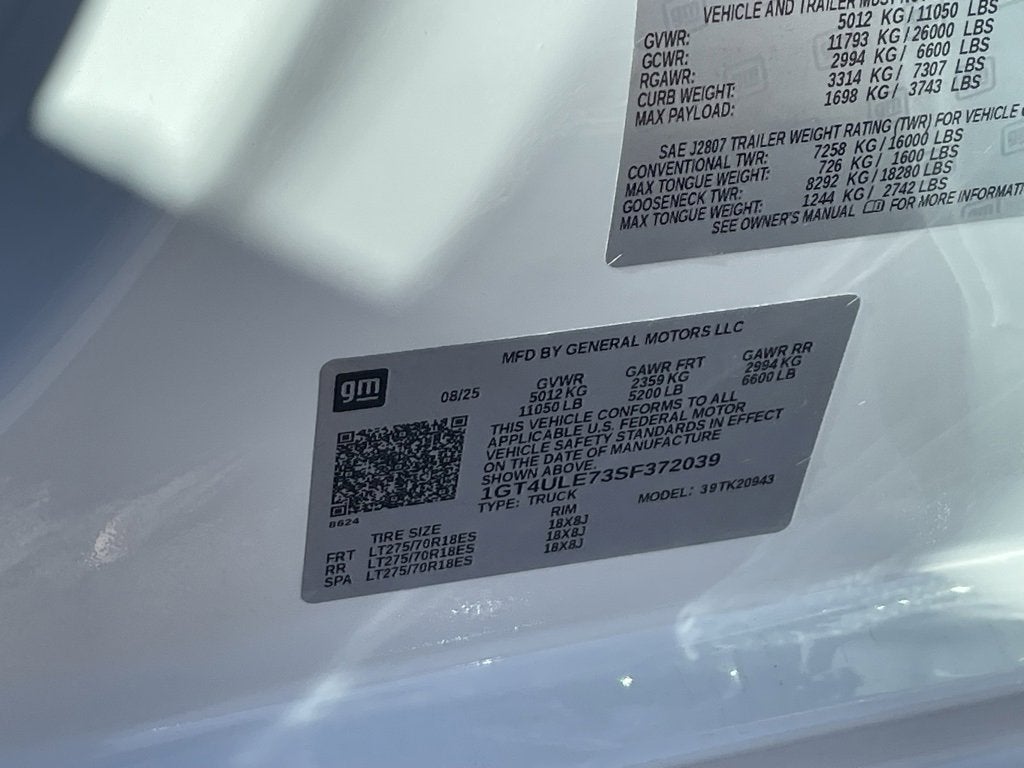 VEHICLE AND TRAILER MUST NO
5012 KG/11050 LBS
GVWR: 11793 KG/26000 LBS
GCWR: 2994 KG/ 6600 LBS
RGAWR: 3314 KG/ 7307 LBS
CURB WEIGHT: 1698 KG/ 3743 LBS
MAX PAYLOAD:
SAE J2807 TRAILER WEIGHT RATING (TWR) FOR VEHICLE
CONVENTIONAL TWR: 7258 KG/16000 LBS
MAX TONGUE WEIGHT: 726 KG/ 1600 LBS
GOOSENECK TWR: 8292 KG/18280 LBS
MAX TONGUE WEIGHT: 1244 KG/ 2742 LBS
SEE OWNER'S MANUAL FOR MORE INFORMATI
MFD BY GENERAL MOTORS LLC
gm
08/25 GVWR GAWR FRT GAWR RR
5012 KG 2359 KG 2994 KG
11050 LB 5200 LB 6600 LB
THIS VEHICLE CONFORMS TO ALL
APPLICABLE U.S. FEDERAL MOTOR
VEHICLE SAFETY STANDARDS IN EFFECT
ON THE DATE OF MANUFACTURE
SHOWN ABOVE.
1GT4ULE73SF372039
TYPE: TRUCK MODEL: 39TK20943
8624
TIRE SIZE RIM
FRT LT275/70R18ES 18X8J
RR LT275/70R18ES 18X8J
SPA LT275/70R18ES 18X8J